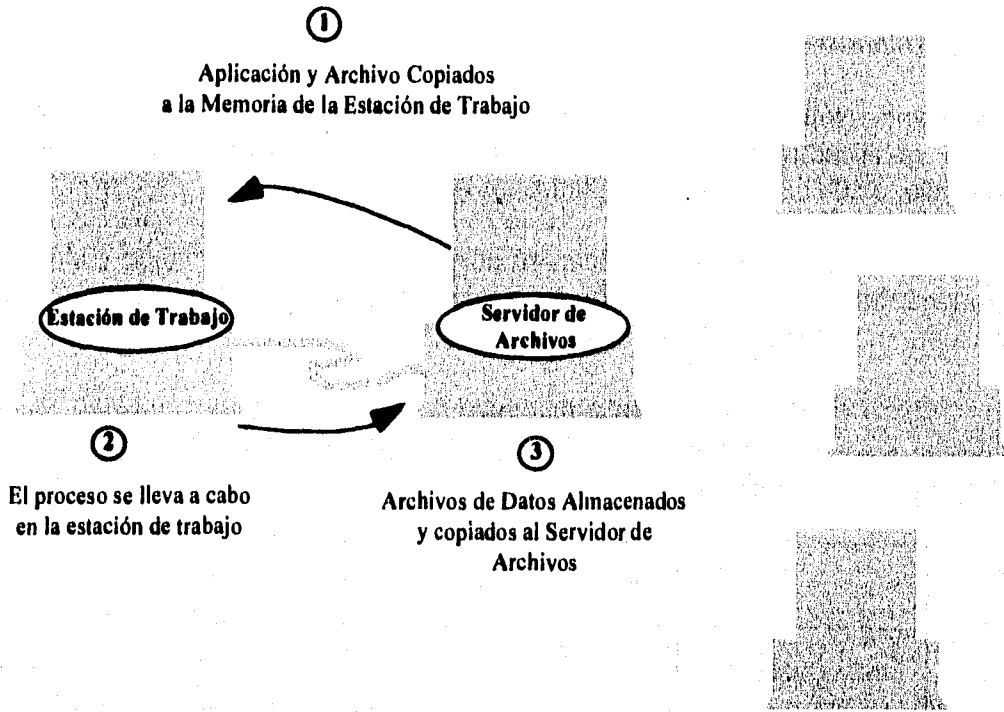 1
Aplicación y Archivo Copiados
a la Memoria de la Estación de Trabajo
Estación de Trabajo
Servidor de
Archivos
2
El proceso se lleva a cabo
en la estación de trabajo
3
Archivos de Datos Almacenados
y copiados al Servidor de
Archivos